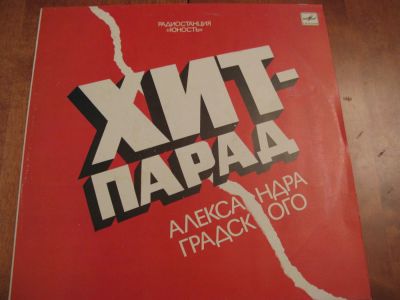 РАДИОСТАНЦИЯ
«ЮНОСТЬ»
ХИТ-
ПАРАД
АЛЕКСАНДРА
ГРАДСКОГО